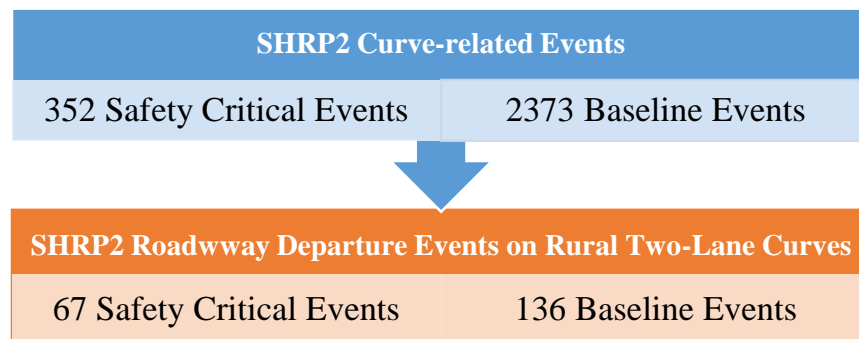 SHRP2 Curve-related Events
352 Safety Critical Events 2373 Baseline Events
SHRP2 Roadwway Departure Events on Rural Two-Lane Curves
67 Safety Critical Events 136 Baseline Events